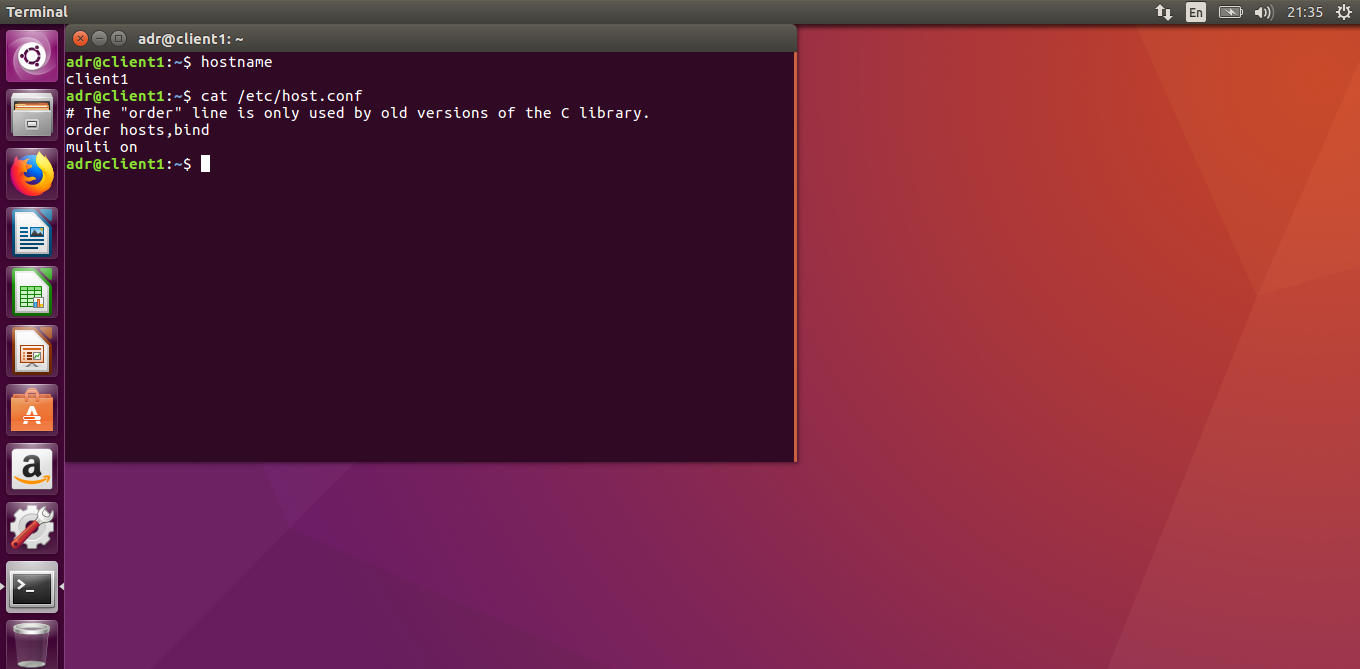 Terminal
En
21:35
adr@client1: ~
adr@client1:~$ hostname
client1
adr@client1:~$ cat /etc/host.conf
# The "order" line is only used by old versions of the C library.
order hosts,bind
multi on
adr@client1:~$
A
a
>_